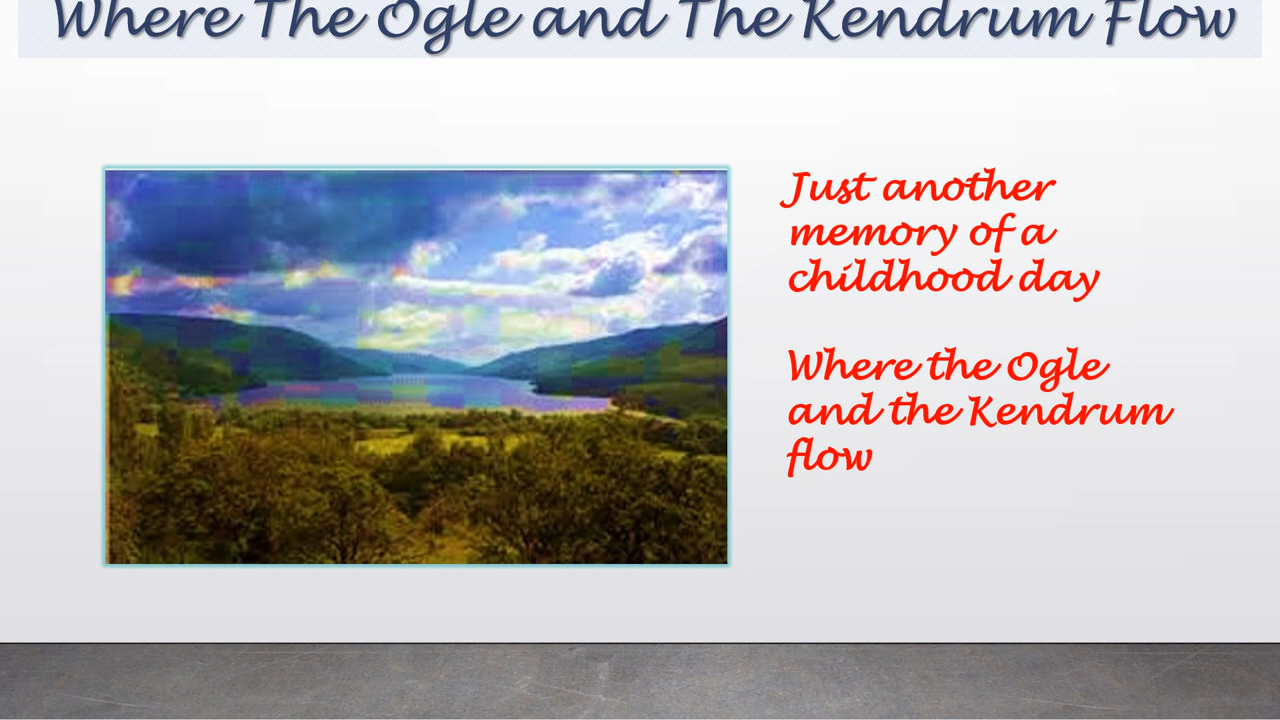 Where The Ogle and The Kendrum Flow
Just another
memory of a
childhood day
Where the Ogle
and the Kendrum
flow